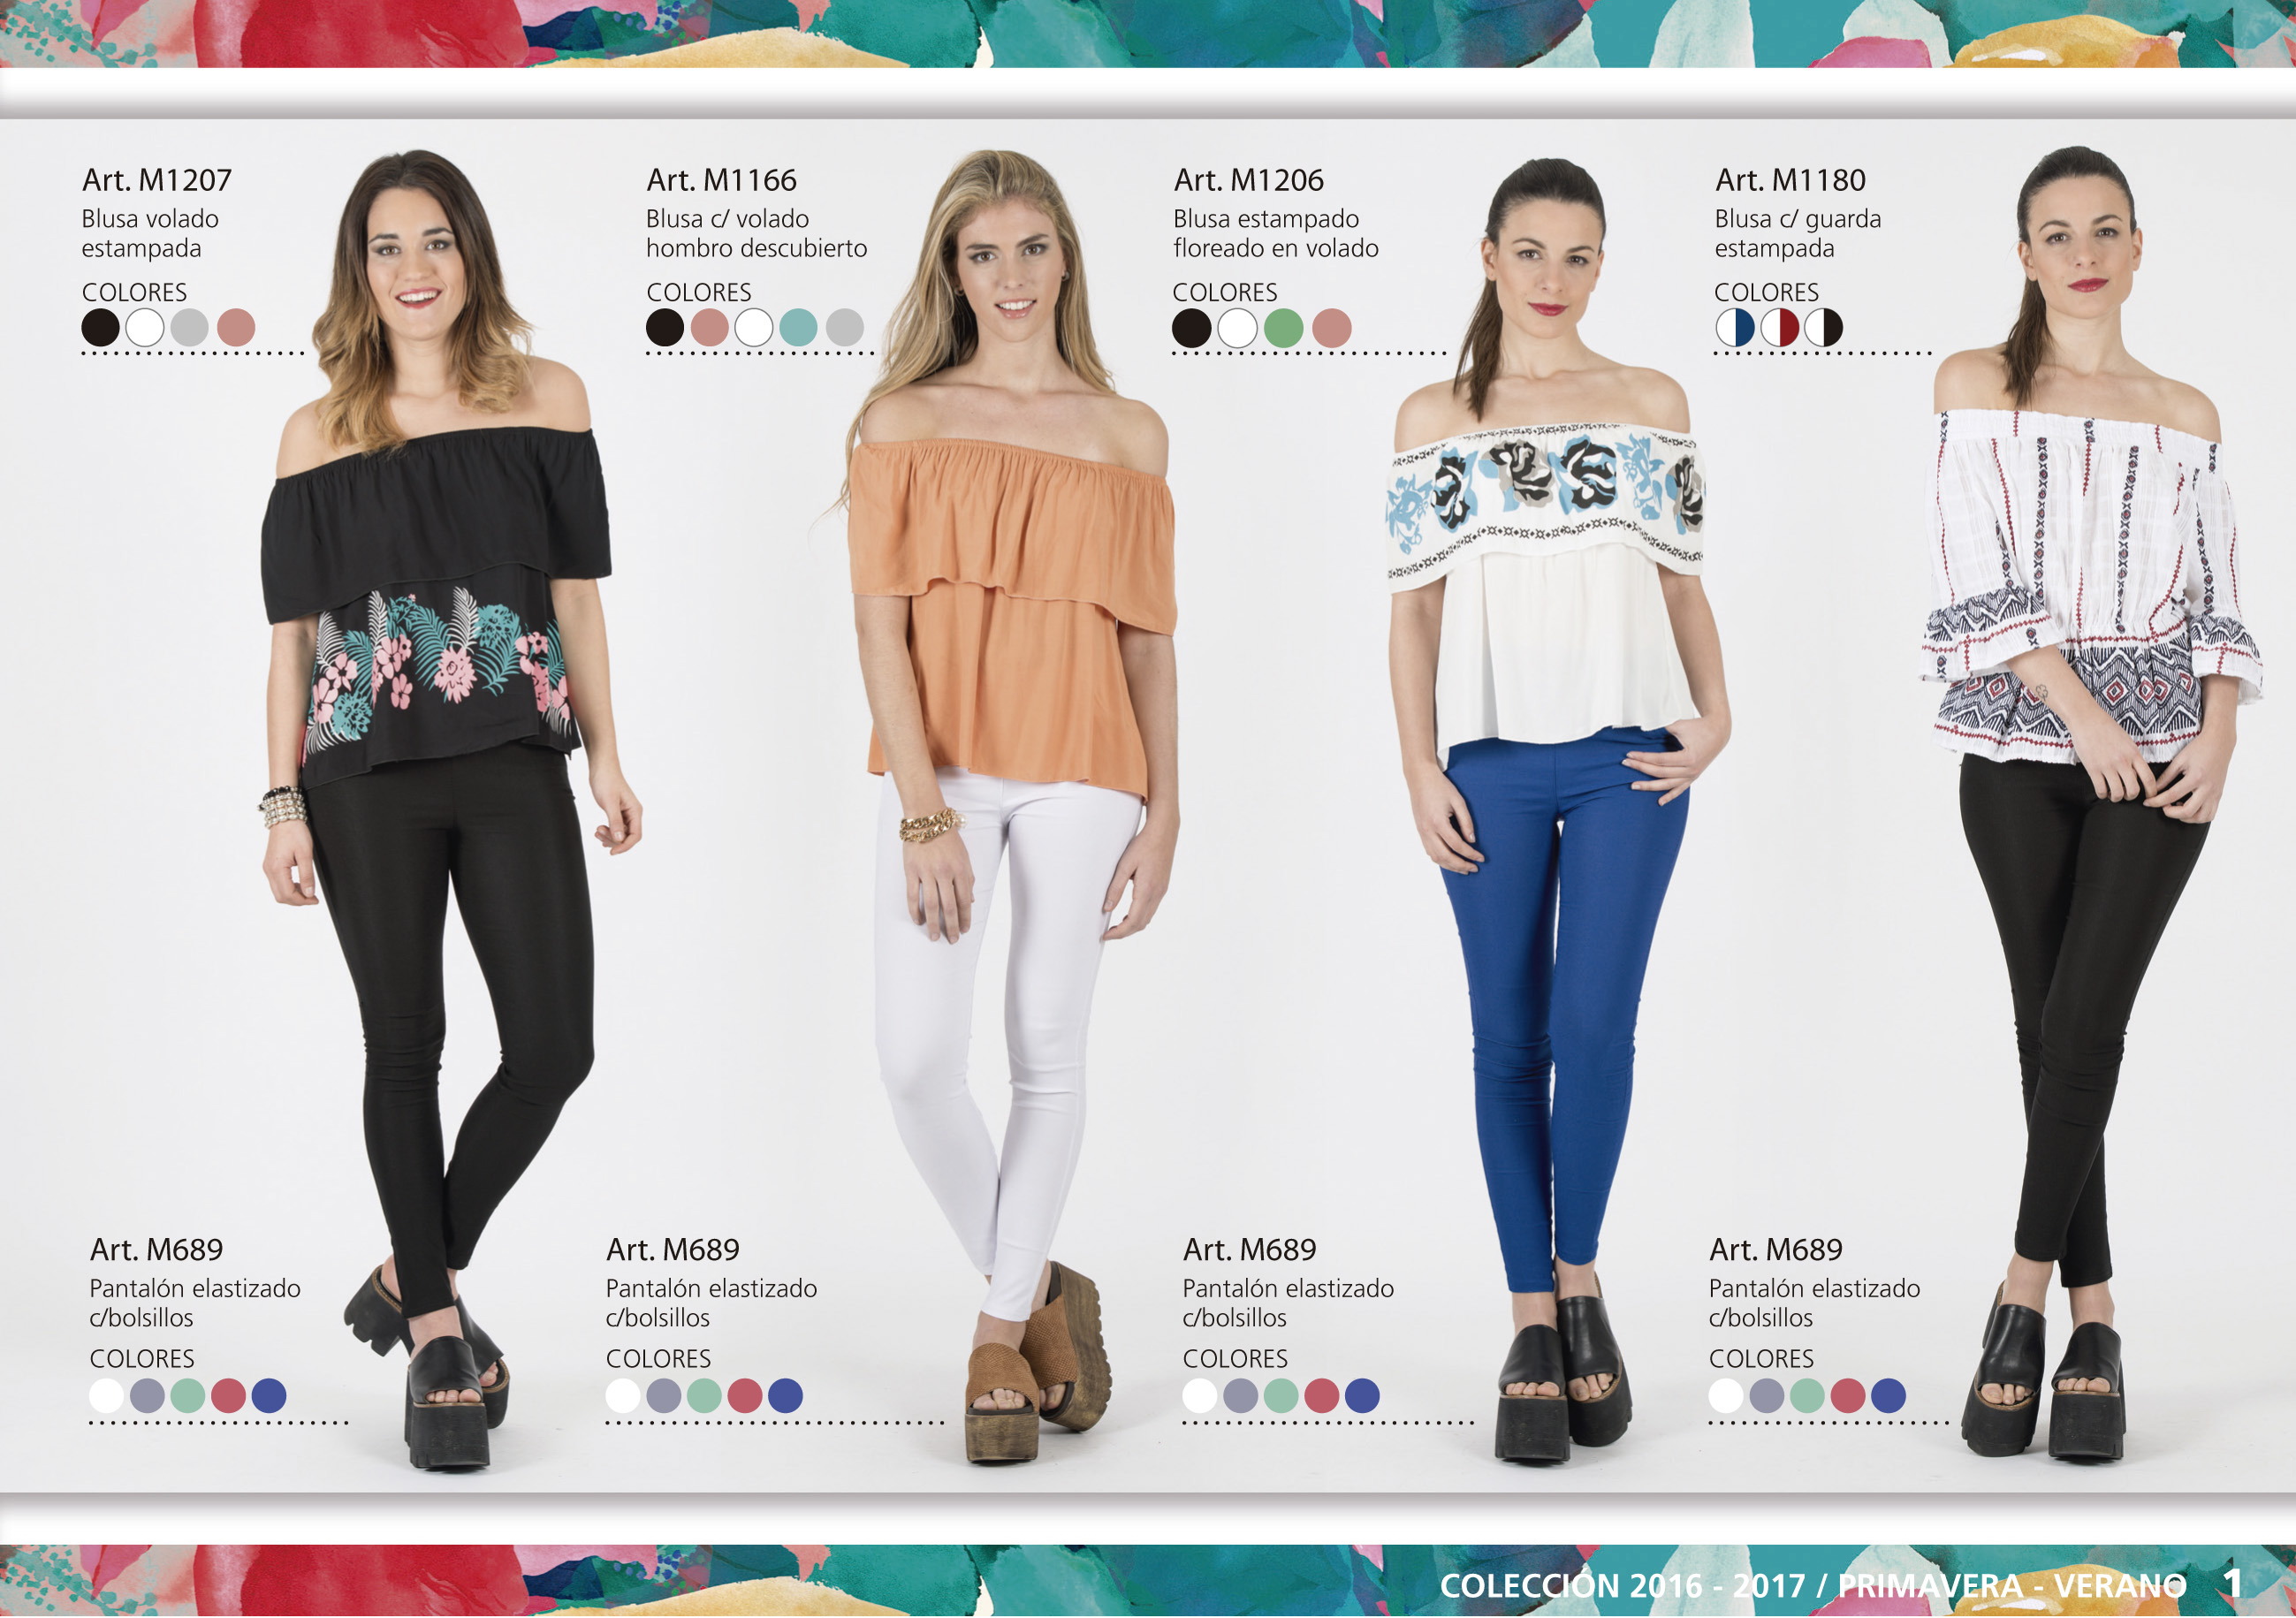 Art. M1207
Blusa volado
estampada
COLORES
Art. M1166
Blusa c/ volado
hombro descubierto
COLORES
Art. M1206
Blusa estampado
floreado en volado
COLORES
Art. M1180
Blusa c/ guarda
estampada
COLORES
Art. M689
Pantalón elastizado
c/bolsillos
COLORES
Art. M689
Pantalón elastizado
c/bolsillos
COLORES
Art. M689
Pantalón elastizado
c/bolsillos
COLORES
Art. M689
Pantalón elastizado
c/bolsillos
COLORES
COLECCIÓN 2016 - 2017 / PRIMAVERA - VERANO 1